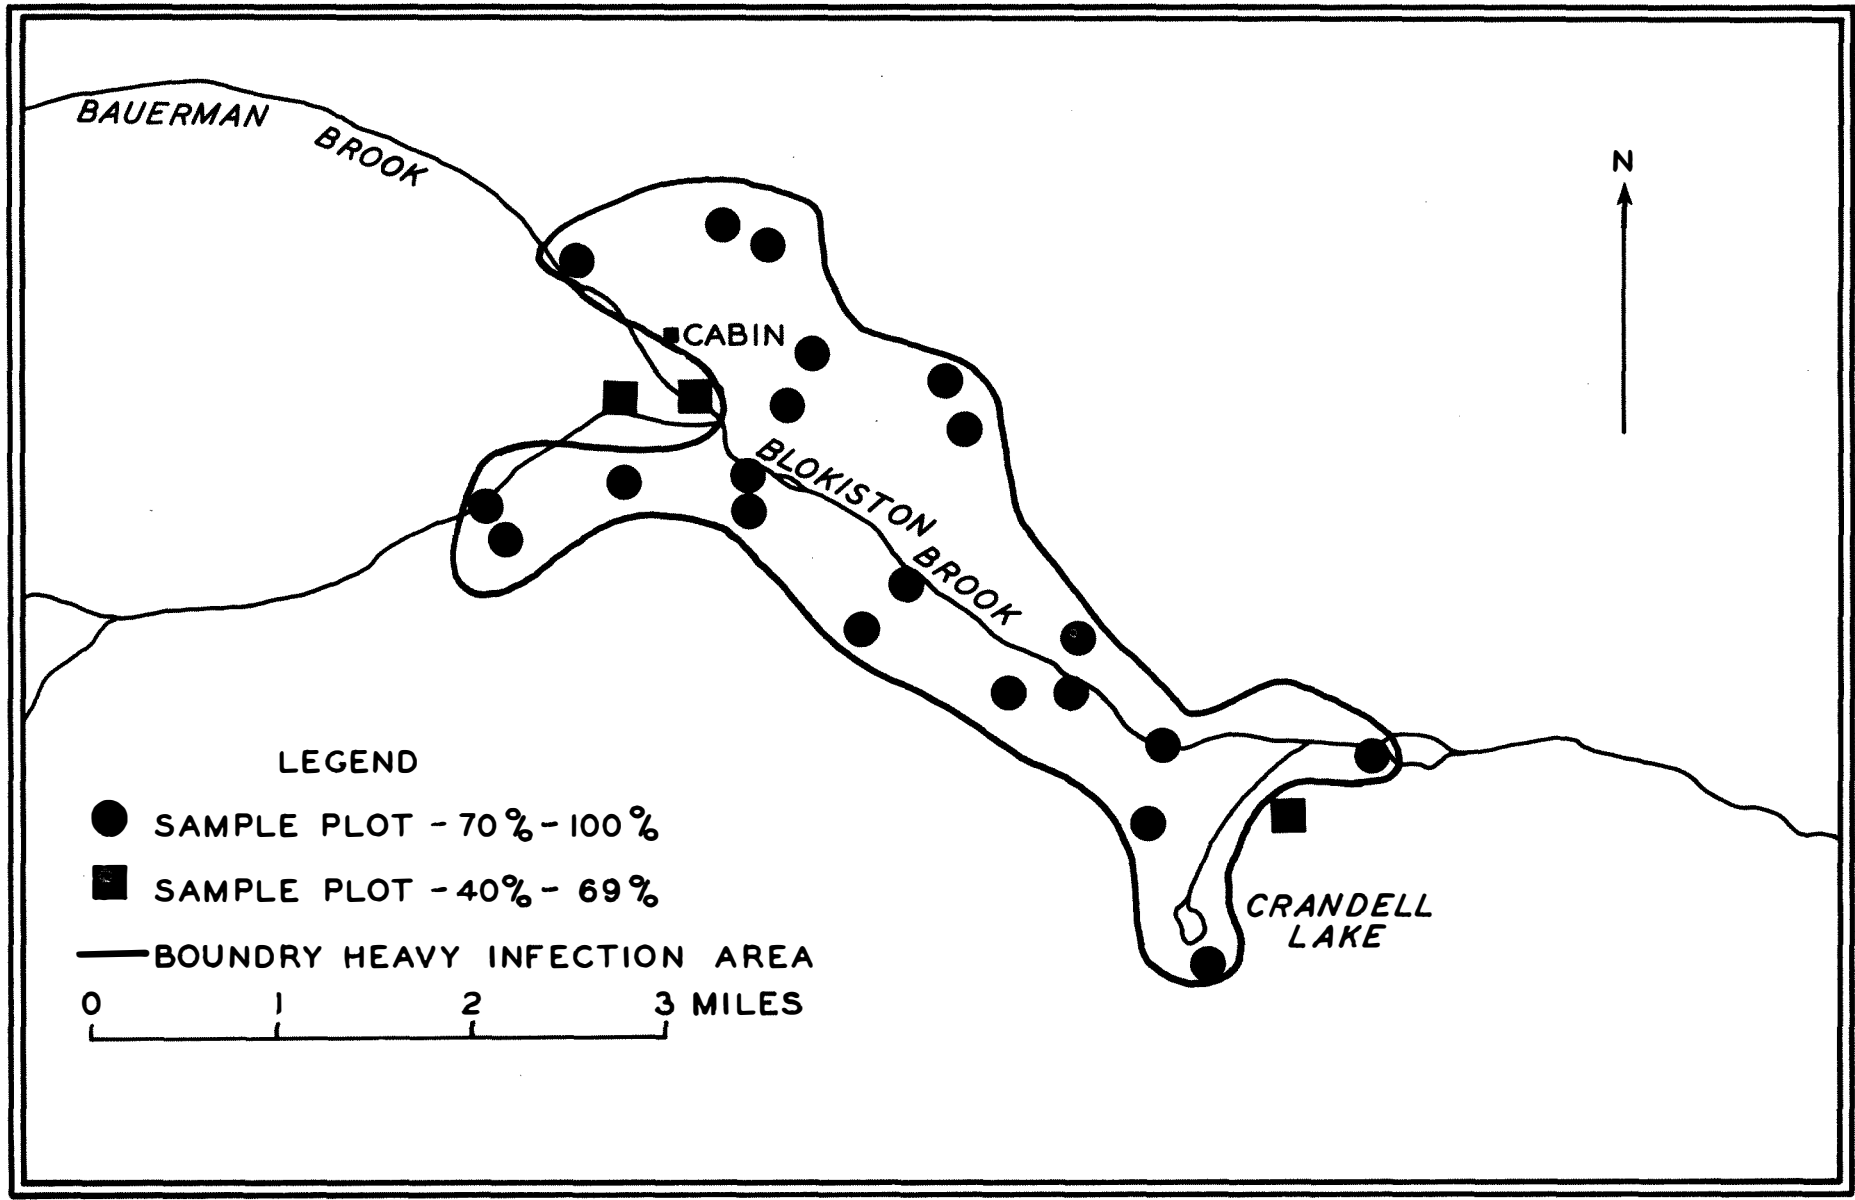 BAUERMAN BROOK
N
CABIN
BLOKISTON
BROOK
LEGEND
SAMPLE PLOT - 70% - 100%
SAMPLE PLOT - 40% - 69%
BOUNDRY HEAVY INFECTION AREA
0 1 2 3 MILES
CRANDELL
LAKE